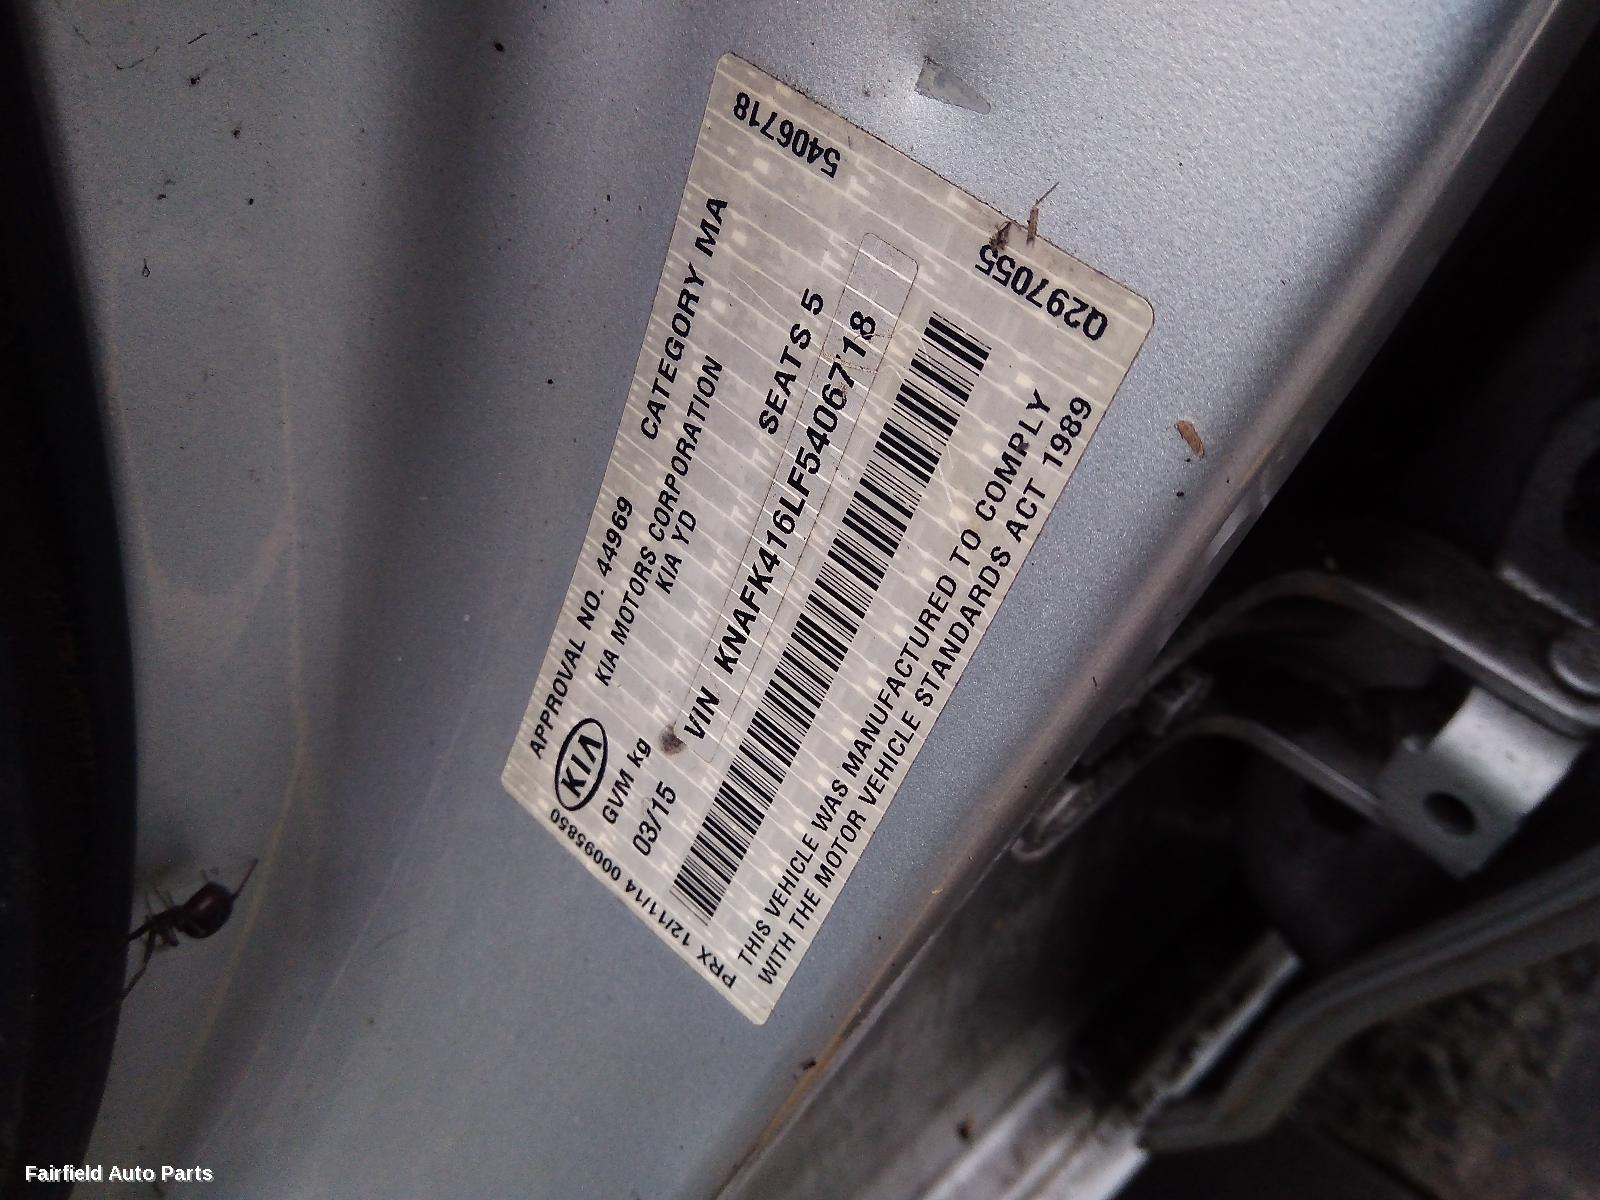 APPROVAL NO. 44969 CATEGORY MA
KIA
KIA MOTORS CORPORATION
KIA YD
GVM kg
03/15 SEATS 5
VIN KNAFK416LF5406718
THIS VEHICLE WAS MANUFACTURED TO COMPLY
WITH THE MOTOR VEHICLE STANDARDS ACT 1989
PRX 12/11/14 00095850
5406718
Q297055
Fairfield Auto Parts